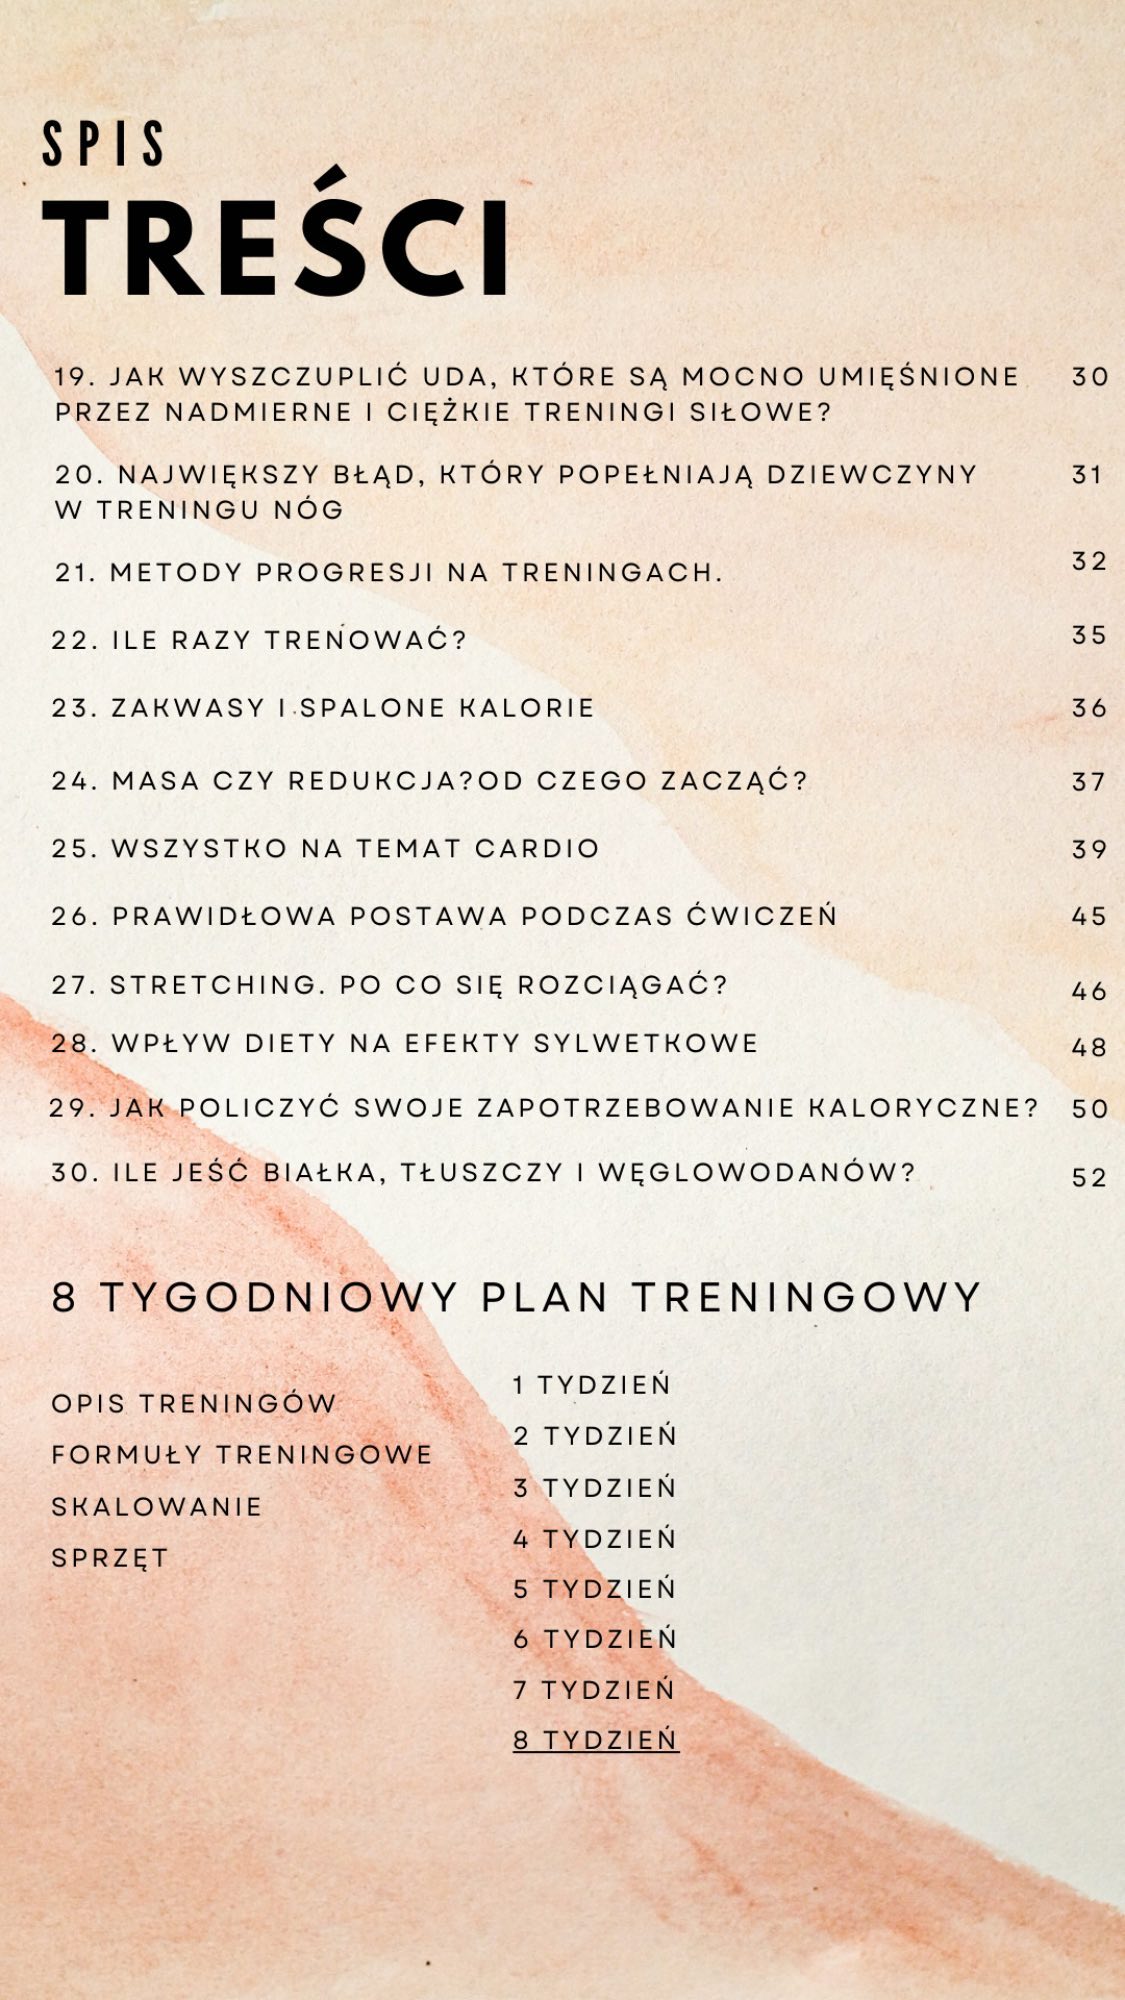 SPIS
TREŚCI
19. JAK WYSZCZUPLIĆ UDA, KTÓRE SĄ MOCNO UMIĘŚNIONE 30
PRZEZ NADMIERNE I CIĘŻKIE TRENINGI SIŁOWE?
20. NAJWIĘKSZY BŁĄD, KTÓRY POPEŁNIAJĄ DZIEWCZYNY 31
W TRENINGU NÓG
21. METODY PROGRESJI NA TRENINGACH. 32
22. ILE RAZY TRENOWAĆ? 35
23. ZAKWASY I SPALONE KALORIE 36
24. MASA CZY REDUKCJA?OD CZEGO ZACZĄĆ? 37
25. WSZYSTKO NA TEMAT CARDIO 39
26. PRAWIDŁOWA POSTAWA PODCZAS ĆWICZEŃ 45
27. STRETCHING. PO CO SIĘ ROZCIĄGAĆ? 46
28. WPŁYW DIETY NA EFEKTY SYLWETKOWE 48
29. JAK POLICZYĆ SWOJE ZAPOTRZEBOWANIE KALORYCZNE? 50
30. ILE JEŚĆ BIAŁKA, TŁUSZCZY I WĘGLOWODANÓW? 52
8 TYGODNIOWY PLAN TRENINGOWY
OPIS TRENINGÓW
FORMUŁY TRENINGOWE
SKALOWANIE
SPRZĘT
1 TYDZIEŃ
2 TYDZIEŃ
3 TYDZIEŃ
4 TYDZIEŃ
5 TYDZIEŃ
6 TYDZIEŃ
7 TYDZIEŃ
8 TYDZIEŃ